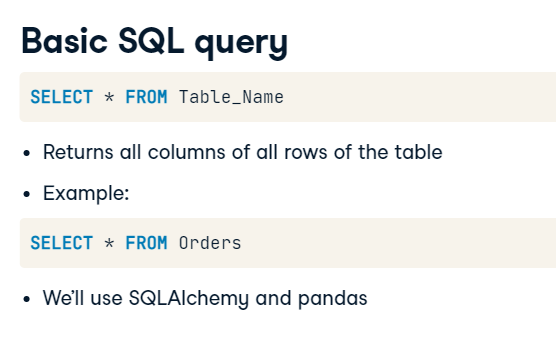 Basic SQL query
SELECT * FROM Table_Name
• Returns all columns of all rows of the table
• Example:
SELECT * FROM Orders
• We'll use SQLAlchemy and pandas